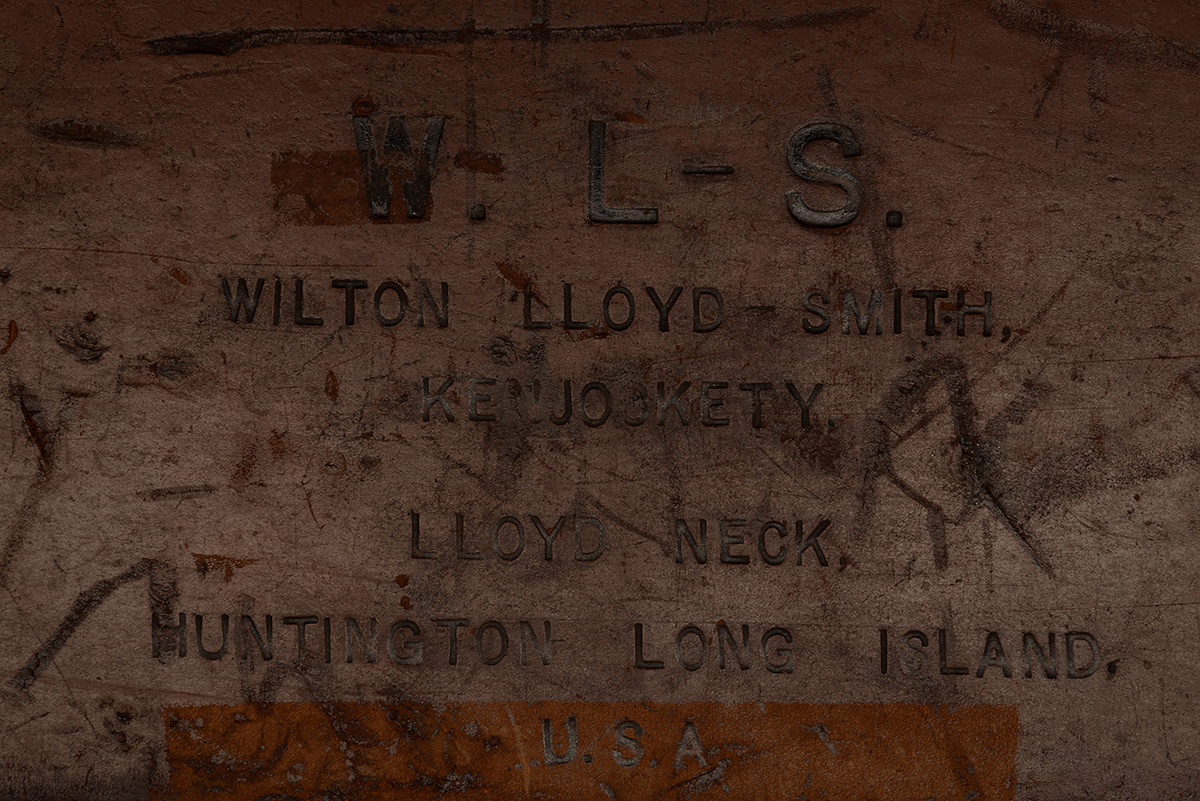 W. L-S.
WILTON LLOYD-SMITH,
KENJOCKETY,
LLOYD NECK,
HUNTINGTON LONG ISLAND,
U.S.A.